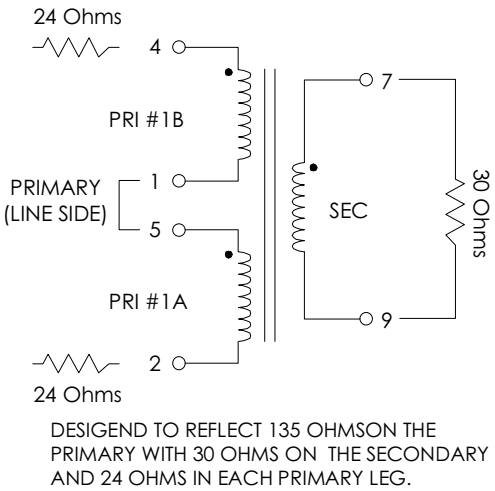 24 Ohms
4
7
PRI #1B
1
PRIMARY
(LINE SIDE)
SEC
30 Ohms
5
PRI #1A
9
2
24 Ohms
DESIGEND TO REFLECT 135 OHMSON THE
PRIMARY WITH 30 OHMS ON THE SECONDARY
AND 24 OHMS IN EACH PRIMARY LEG.